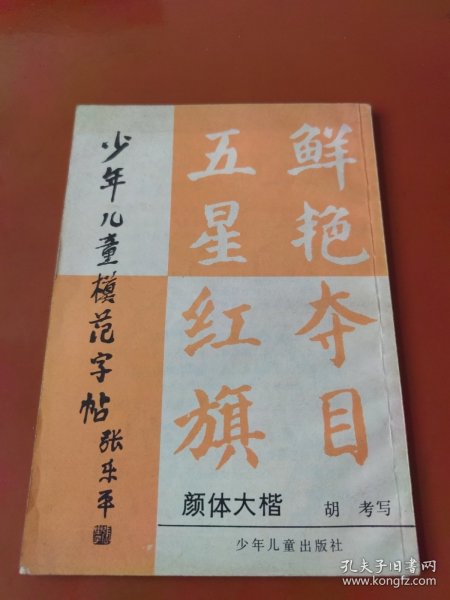 少年儿童模范字帖
张乐平
鲜艳夺目
五星红旗
颜体大楷 胡 考写
少年儿童出版社
孔夫子旧书网
www.kongfz.com